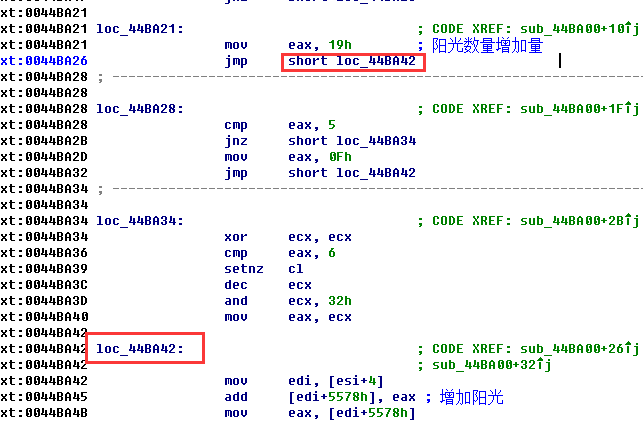 xt:0044BA21
xt:0044BA21 loc_44BA21: ; CODE XREF: sub_44BA00+10↑j
xt:0044BA21 mov eax, 19h ; 阳光数量增加量
xt:0044BA26 jmp short loc_44BA42
xt:0044BA28 ; ---------------------------------------------------------------------------
xt:0044BA28
xt:0044BA28 loc_44BA28: ; CODE XREF: sub_44BA00+1F↑j
xt:0044BA28 cmp eax, 5
xt:0044BA2B jnz short loc_44BA34
xt:0044BA2D mov eax, 0Fh
xt:0044BA32 jmp short loc_44BA42
xt:0044BA34 ; ---------------------------------------------------------------------------
xt:0044BA34
xt:0044BA34 loc_44BA34: ; CODE XREF: sub_44BA00+2B↑j
xt:0044BA34 xor ecx, ecx
xt:0044BA36 cmp eax, 6
xt:0044BA39 setnz cl
xt:0044BA3C dec ecx
xt:0044BA3D and ecx, 32h
xt:0044BA40 mov eax, ecx
xt:0044BA42
xt:0044BA42 loc_44BA42: ; CODE XREF: sub_44BA00+26↑j
xt:0044BA42 ; sub_44BA00+32↑j
xt:0044BA42 mov edi, [esi+4]
xt:0044BA45 add [edi+5578h], eax ; 增加阳光
xt:0044BA4B mov eax, [edi+5578h]